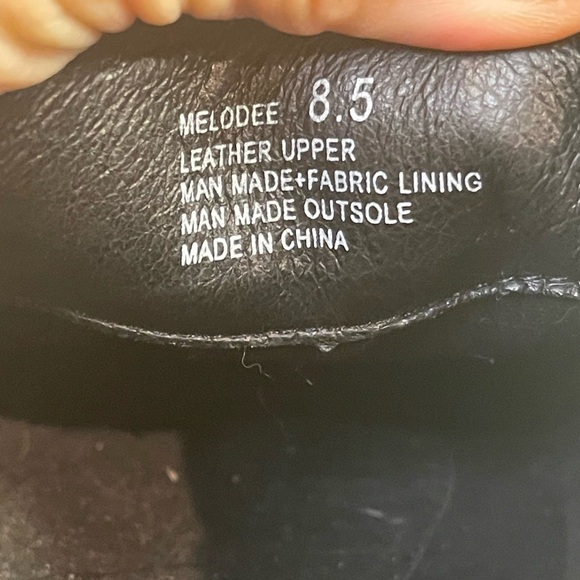 MELODEE 8.5
LEATHER UPPER
MAN MADE+FABRIC LINING
MAN MADE OUTSOLE
MADE IN CHINA